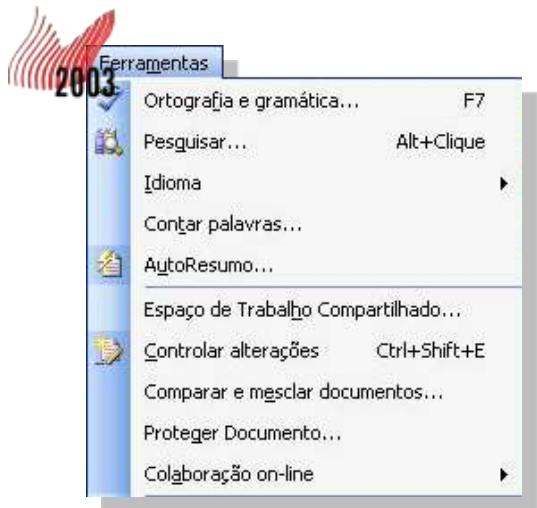 2003
Ferramentas
Ortografia e gramática... F7
Pesquisar... Alt+Clique
Idioma
Contar palavras...
AutoResumo...
Espaço de Trabalho Compartilhado...
Controlar alterações Ctrl+Shift+E
Comparar e mesclar documentos...
Proteger Documento...
Colaboração on-line